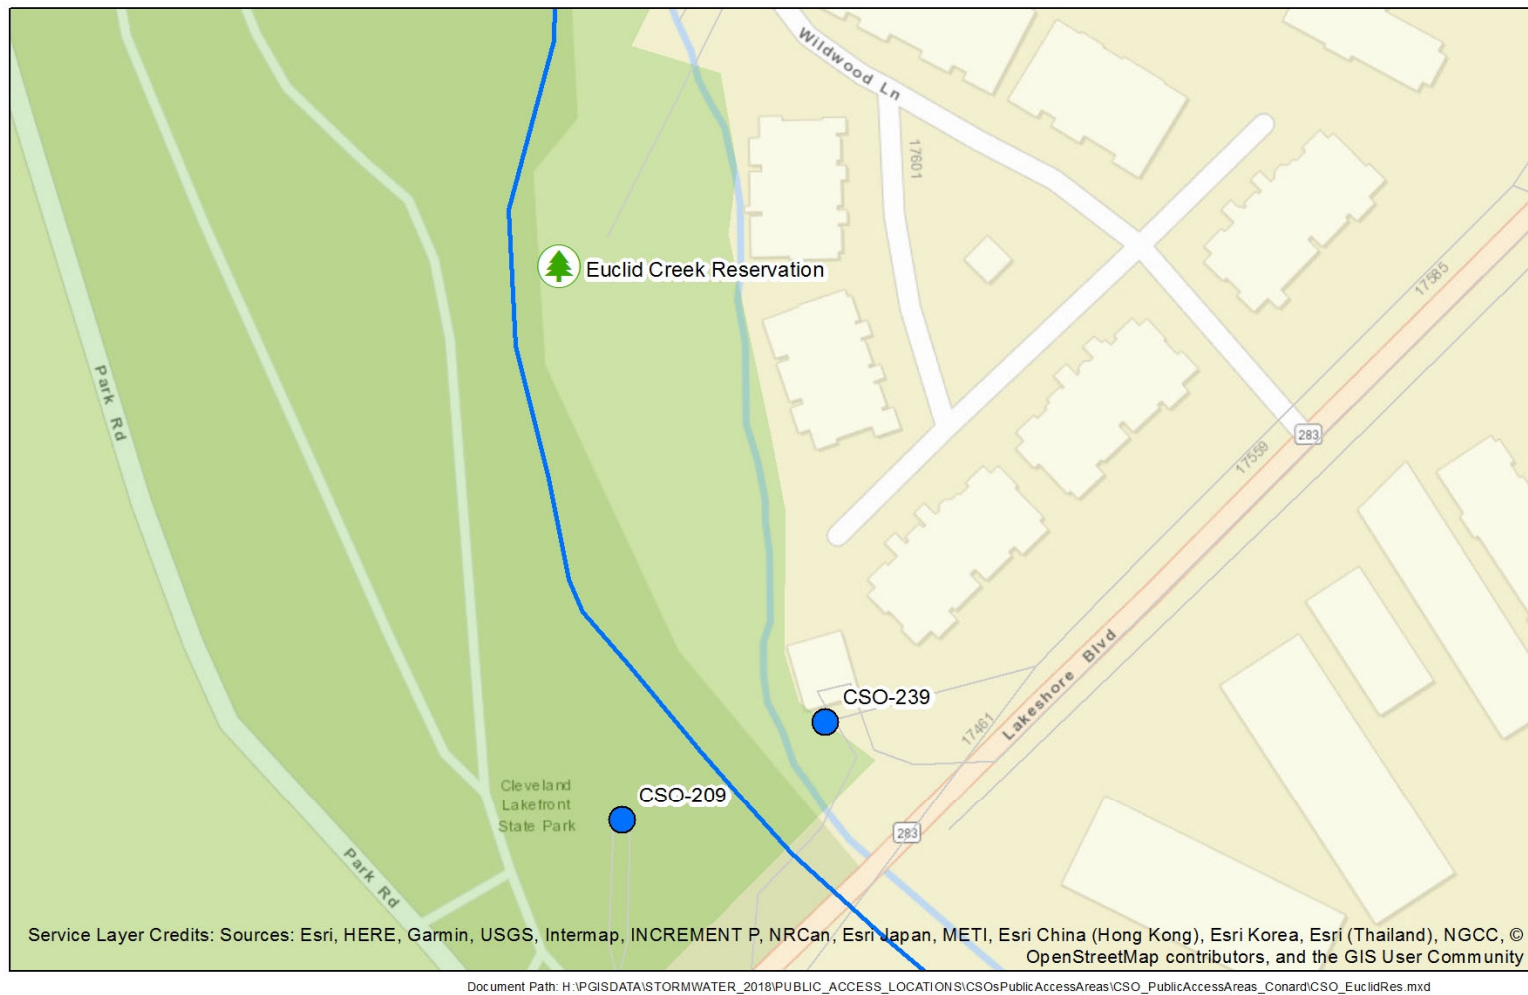 Wildwood Ln
17601
Euclid Creek Reservation
17585
Park Rd
283
17559
CSO-239
Lakeshore Blvd
17461
Cleveland
Lakefront
State Park
CSO-209
283
Park Rd
Service Layer Credits: Sources: Esri, HERE, Garmin, USGS, Intermap, INCREMENT P, NRCan, Esri Japan, METI, Esri China (Hong Kong), Esri Korea, Esri (Thailand), NGCC, ©
OpenStreetMap contributors, and the GIS User Community
Document Path: H:\PGISDATA\STORMWATER_2018\PUBLIC_ACCESS_LOCATIONS\CSOsPublicAccessAreas\CSO_PublicAccessAreas_Conard\CSO_EuclidRes.mxd